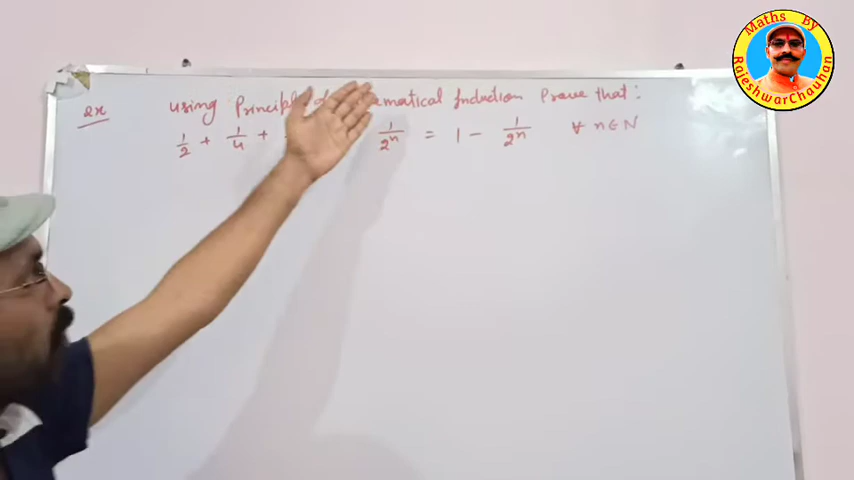 Ex using Principle of Mathematical Induction Prove that :
1/2 + 1/4 + 1/2^n = 1 - 1/2^n ∀ n ∈ N
Maths By
RajeshwarChauhan